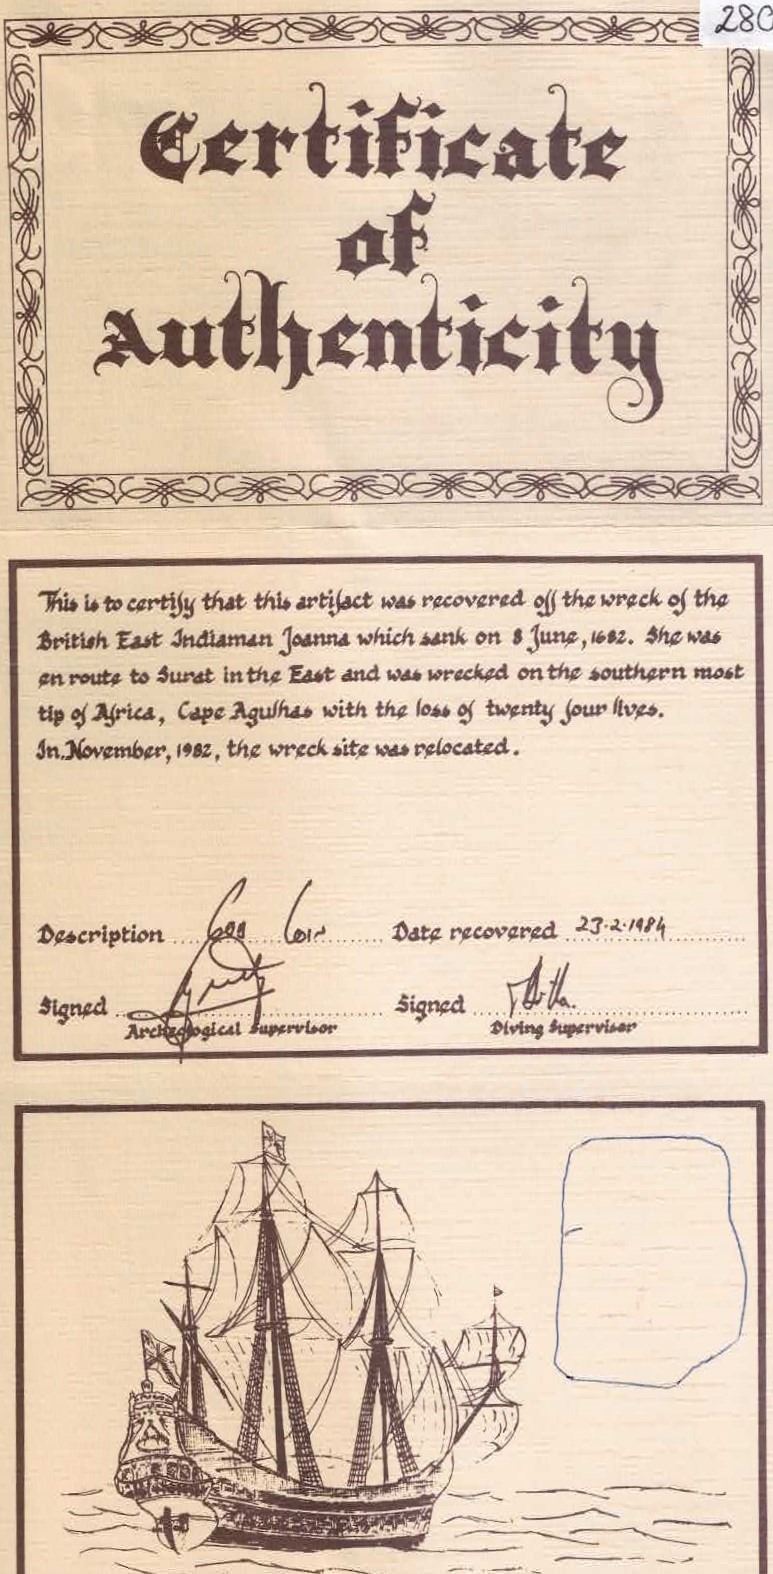 280
Certificate
of
Authenticity
This is to certify that this artifact was recovered off the wreck of the
British East Indiaman Joanna which sank on 8 June, 1682. She was
en route to Surat in the East and was wrecked on the southern most
tip of Africa, Cape Agulhas with the loss of twenty four lives.
In November, 1982, the wreck site was relocated.
Description Date recovered 23·2·1984
Signed Signed
Archeological Supervisor Diving Supervisor